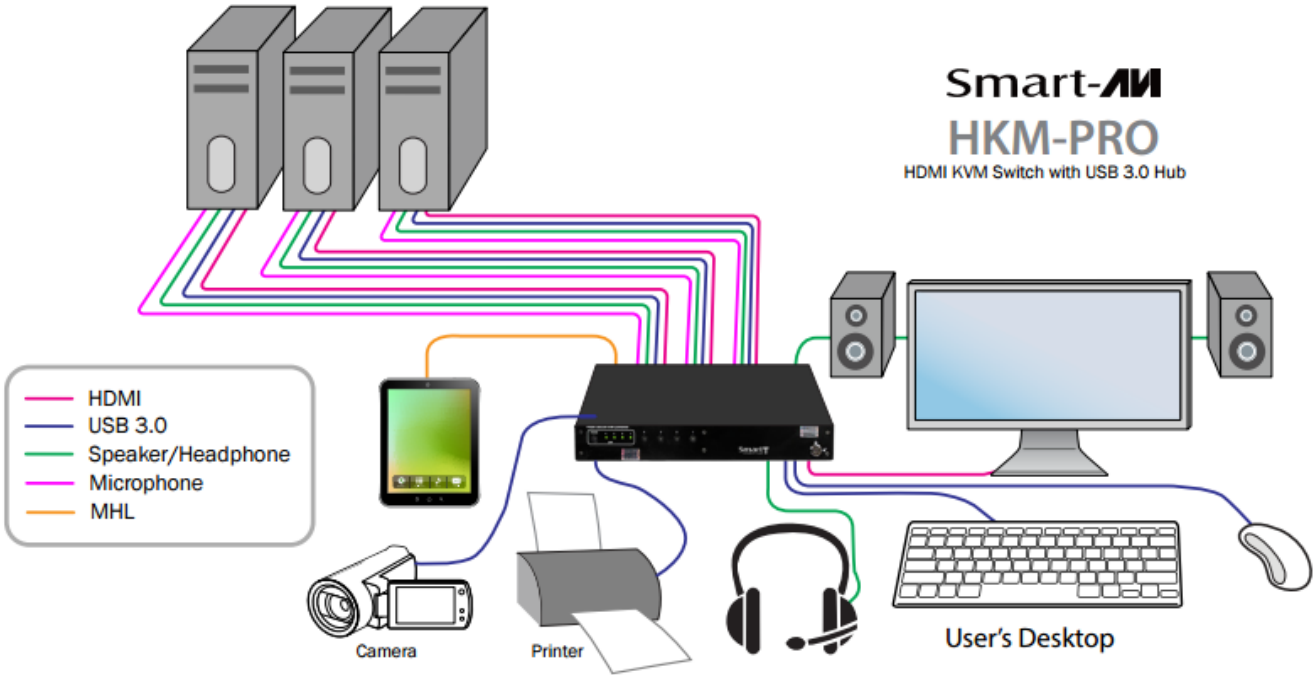 Smart-AVI
HKM-PRO
HDMI KVM Switch with USB 3.0 Hub
HDMI
USB 3.0
Speaker/Headphone
Microphone
MHL
Smart
Camera
Printer
User's Desktop